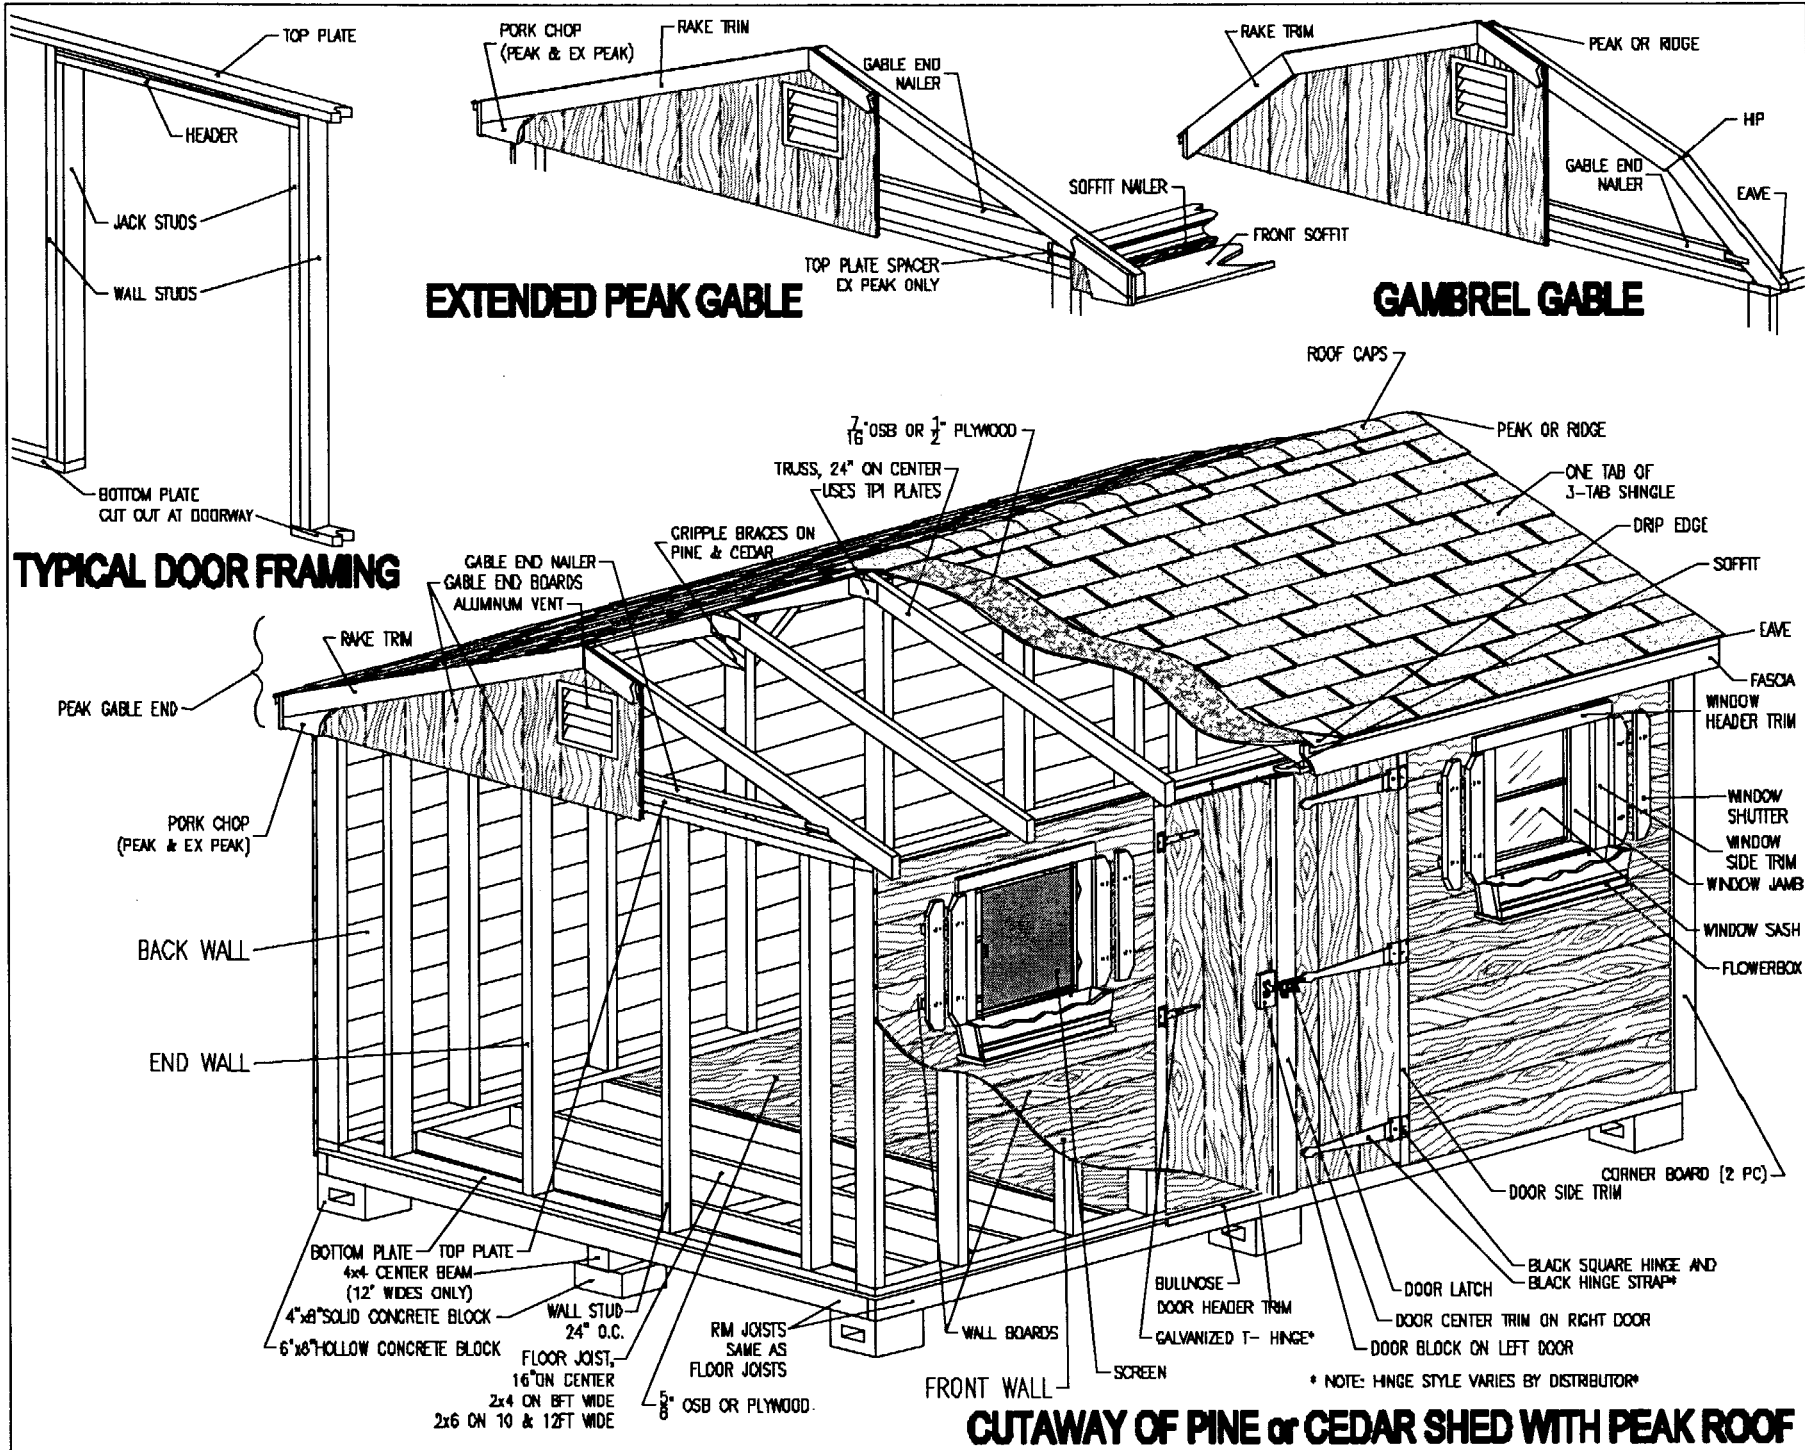 TOP PLATE
HEADER
JACK STUDS
WALL STUDS
BOTTOM PLATE
CUT OUT AT DOORWAY
TYPICAL DOOR FRAMING
PORK CHOP
(PEAK & EX PEAK)
RAKE TRIN
GABLE END
NAILER
SOFFIT NAILER
FRONT SOFFIT
TOP PLATE SPACER
EX PEAK ONLY
EXTENDED PEAK GABLE
RAKE TRIM
PEAK OR RIDGE
HIP
GABLE END
NAILER
EAVE
GAMBREL GABLE
ROOF CAPS
PEAK OR RIDGE
7/16" OSB OR 1/2" PLYWOOD
TRUSS, 24" ON CENTER
USES TPI PLATES
ONE TAB OF
3-TAB SHINGLE
DRIP EDGE
CRIPPLE BRACES ON
PINE & CEDAR
GABLE END NAILER
GABLE END BOARDS
ALUMINUM VENT
SOFFIT
RAKE TRIM
EAVE
PEAK GABLE END
FASCIA
WINDOW
HEADER TRIM
PORK CHOP
(PEAK & EX PEAK)
WINDOW
SHUTTER
WINDOW
SIDE TRIM
WINDOW JAMB
BACK WALL
WINDOW SASH
FLOWERBOX
END WALL
CORNER BOARD (2 PC)
DOOR SIDE TRIM
BOTTOM PLATE
TOP PLATE
4x4 CENTER BEAM
(12' WIDES ONLY)
4"x8" SOLID CONCRETE BLOCK
6"x8" HOLLOW CONCRETE BLOCK
WALL STUD
24" O.C.
FLOOR JOIST,
16" ON CENTER
2x4 ON 8FT WIDE
2x6 ON 10 & 12FT WIDE
5/8" OSB OR PLYWOOD
RIM JOISTS
SAME AS
FLOOR JOISTS
WALL BOARDS
FRONT WALL
SCREEN
BULLNOSE
DOOR HEADER TRIM
GALVANIZED T- HINGE*
BLACK SQUARE HINGE AND
BLACK HINGE STRAP*
DOOR LATCH
DOOR CENTER TRIM ON RIGHT DOOR
DOOR BLOCK ON LEFT DOOR
* NOTE: HINGE STYLE VARIES BY DISTRIBUTOR*
CUTAWAY OF PINE or CEDAR SHED WITH PEAK ROOF